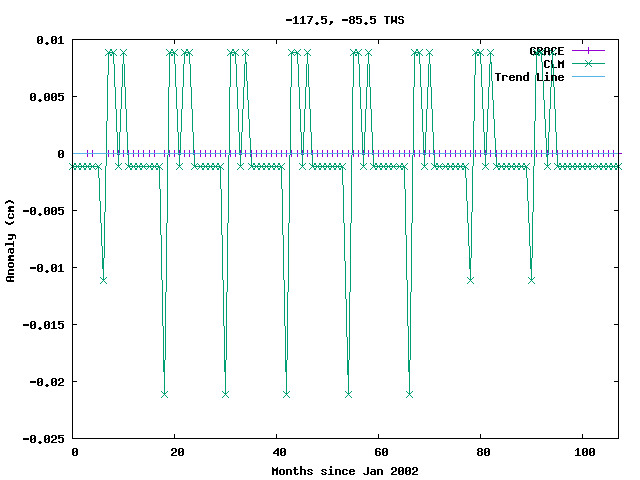 -117.5, -85.5 TWS
GRACE
CLM
Trend Line
0.01
0.005
0
-0.005
-0.01
-0.015
-0.02
-0.025
Anomaly (cm)
0 20 40 60 80 100
Months since Jan 2002